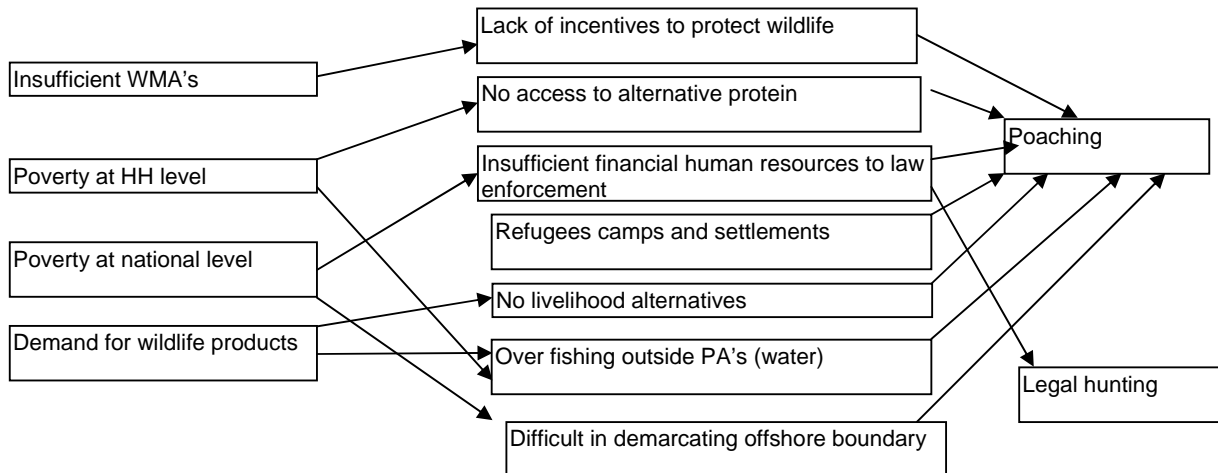 Lack of incentives to protect wildlife
Insufficient WMA's
No access to alternative protein
Poaching
Poverty at HH level
Insufficient financial human resources to law
enforcement
Refugees camps and settlements
Poverty at national level
No livelihood alternatives
Demand for wildlife products
Over fishing outside PA's (water)
Legal hunting
Difficult in demarcating offshore boundary